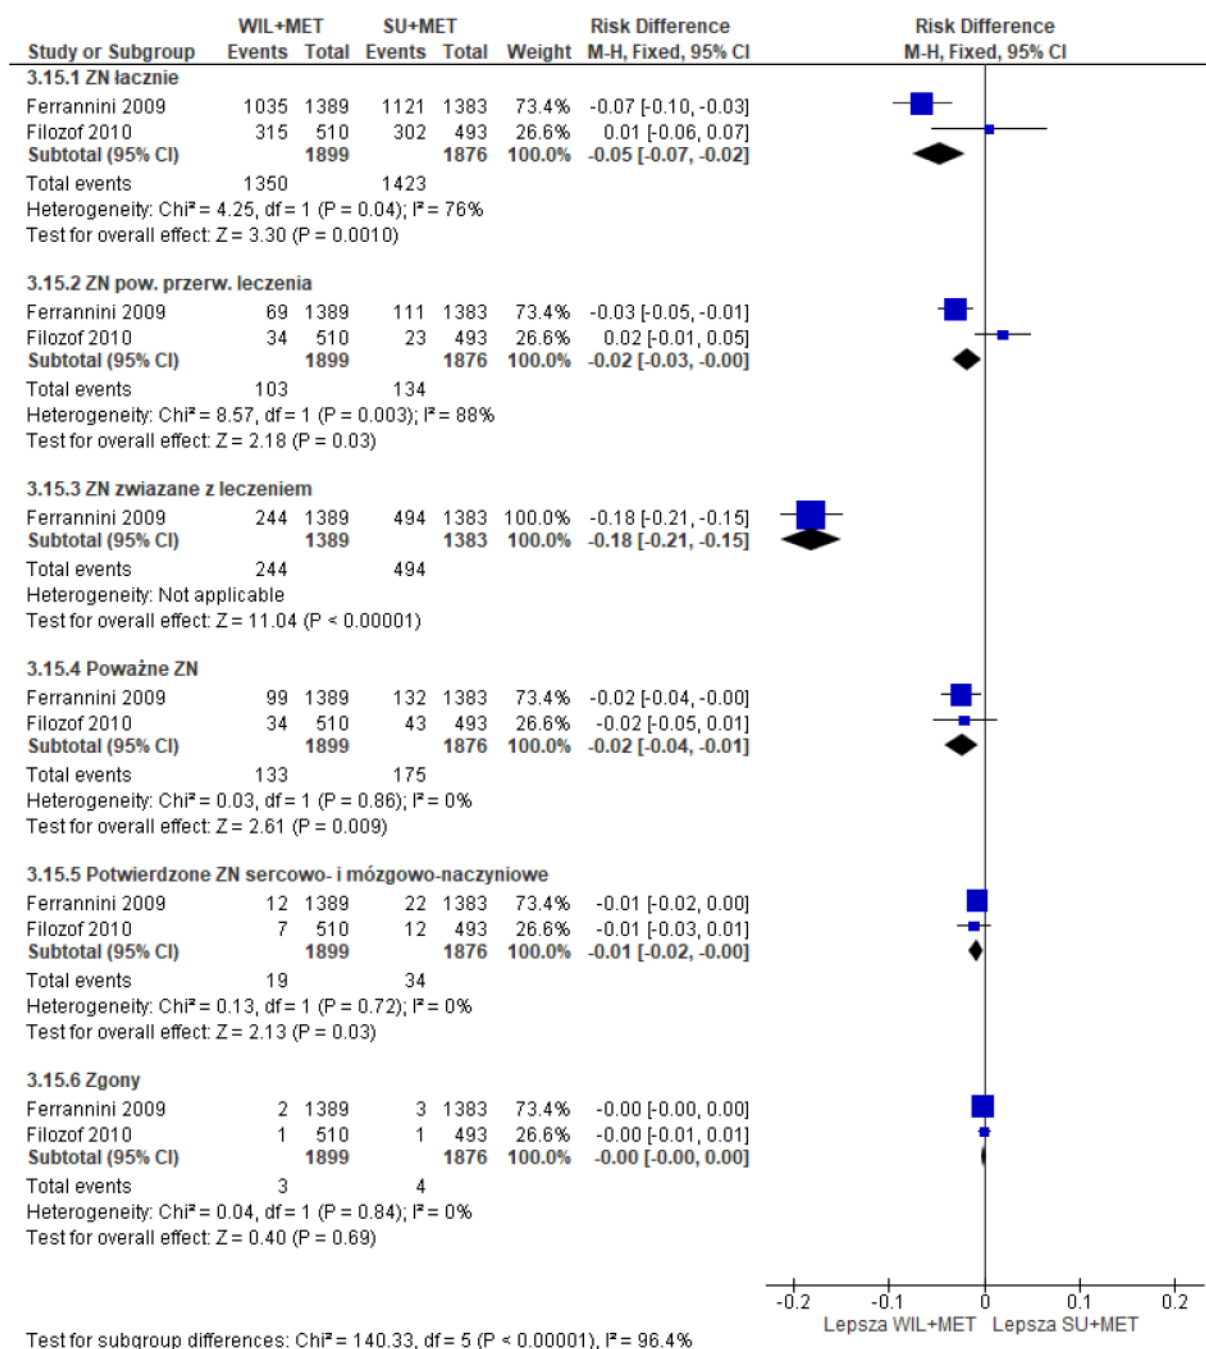 WIL+MET SU+MET Risk Difference Risk Difference
Study or Subgroup Events Total Events Total Weight M-H, Fixed, 95% CI M-H, Fixed, 95% CI
3.15.1 ZN łacznie
Ferrannini 2009 1035 1389 1121 1383 73.4% -0.07 [-0.10, -0.03]
Filozof 2010 315 510 302 493 26.6% 0.01 [-0.06, 0.07]
Subtotal (95% CI) 1899 1876 100.0% -0.05 [-0.07, -0.02]
Total events 1350 1423
Heterogeneity: Chi² = 4.25, df = 1 (P = 0.04); I² = 76%
Test for overall effect: Z = 3.30 (P = 0.0010)
3.15.2 ZN pow. przerw. leczenia
Ferrannini 2009 69 1389 111 1383 73.4% -0.03 [-0.05, -0.01]
Filozof 2010 34 510 23 493 26.6% 0.02 [-0.01, 0.05]
Subtotal (95% CI) 1899 1876 100.0% -0.02 [-0.03, -0.00]
Total events 103 134
Heterogeneity: Chi² = 8.57, df = 1 (P = 0.003); I² = 88%
Test for overall effect: Z = 2.18 (P = 0.03)
3.15.3 ZN zwiazane z leczeniem
Ferrannini 2009 244 1389 494 1383 100.0% -0.18 [-0.21, -0.15]
Subtotal (95% CI) 1389 1383 100.0% -0.18 [-0.21, -0.15]
Total events 244 494
Heterogeneity: Not applicable
Test for overall effect: Z = 11.04 (P < 0.00001)
3.15.4 Poważne ZN
Ferrannini 2009 99 1389 132 1383 73.4% -0.02 [-0.04, -0.00]
Filozof 2010 34 510 43 493 26.6% -0.02 [-0.05, 0.01]
Subtotal (95% CI) 1899 1876 100.0% -0.02 [-0.04, -0.01]
Total events 133 175
Heterogeneity: Chi² = 0.03, df = 1 (P = 0.86); I² = 0%
Test for overall effect: Z = 2.61 (P = 0.009)
3.15.5 Potwierdzone ZN sercowo- i mózgowo-naczyniowe
Ferrannini 2009 12 1389 22 1383 73.4% -0.01 [-0.02, 0.00]
Filozof 2010 7 510 12 493 26.6% -0.01 [-0.03, 0.01]
Subtotal (95% CI) 1899 1876 100.0% -0.01 [-0.02, -0.00]
Total events 19 34
Heterogeneity: Chi² = 0.13, df = 1 (P = 0.72); I² = 0%
Test for overall effect: Z = 2.13 (P = 0.03)
3.15.6 Zgony
Ferrannini 2009 2 1389 3 1383 73.4% -0.00 [-0.00, 0.00]
Filozof 2010 1 510 1 493 26.6% -0.00 [-0.01, 0.01]
Subtotal (95% CI) 1899 1876 100.0% -0.00 [-0.00, 0.00]
Total events 3 4
Heterogeneity: Chi² = 0.04, df = 1 (P = 0.84); I² = 0%
Test for overall effect: Z = 0.40 (P = 0.69)
-0.2 -0.1 0 0.1 0.2
Lepsza WIL+MET Lepsza SU+MET
Test for subgroup differences: Chi² = 140.33, df = 5 (P < 0.00001), I² = 96.4%